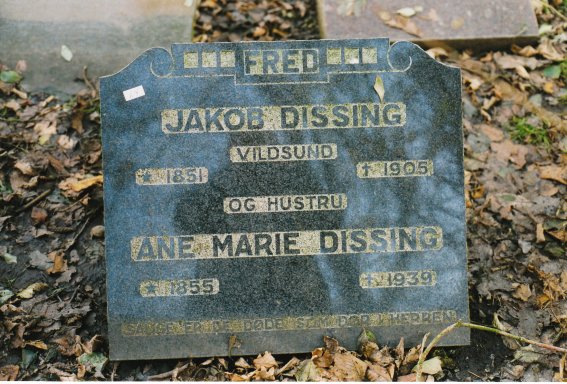 FRED
JAKOB DISSING
VILDSUND
* 1851 † 1905
OG HUSTRU
ANE MARIE DISSING
* 1855 † 1939
SALIGE ER DE DØDE SOM DØR I HERREN